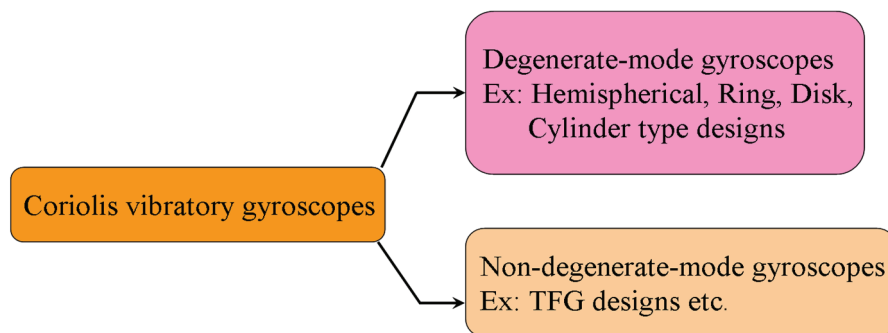 Degenerate-mode gyroscopes
Ex: Hemispherical, Ring, Disk,
Cylinder type designs
Coriolis vibratory gyroscopes
Non-degenerate-mode gyroscopes
Ex: TFG designs etc.